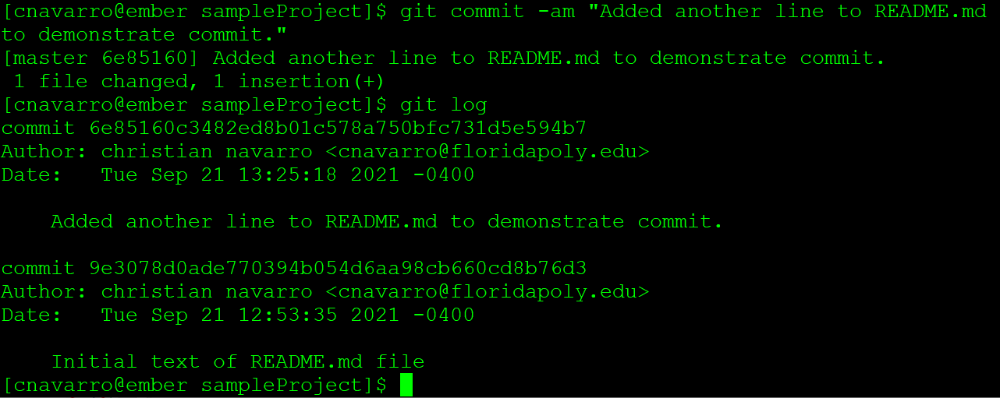 [cnavarro@ember sampleProject]$ git commit -am "Added another line to README.md
to demonstrate commit."
[master 6e85160] Added another line to README.md to demonstrate commit.
 1 file changed, 1 insertion(+)
[cnavarro@ember sampleProject]$ git log
commit 6e85160c3482ed8b01c578a750bfc731d5e594b7
Author: christian navarro <cnavarro@floridapoly.edu>
Date:   Tue Sep 21 13:25:18 2021 -0400

    Added another line to README.md to demonstrate commit.

commit 9e3078d0ade770394b054d6aa98cb660cd8b76d3
Author: christian navarro <cnavarro@floridapoly.edu>
Date:   Tue Sep 21 12:53:35 2021 -0400

    Initial text of README.md file
[cnavarro@ember sampleProject]$